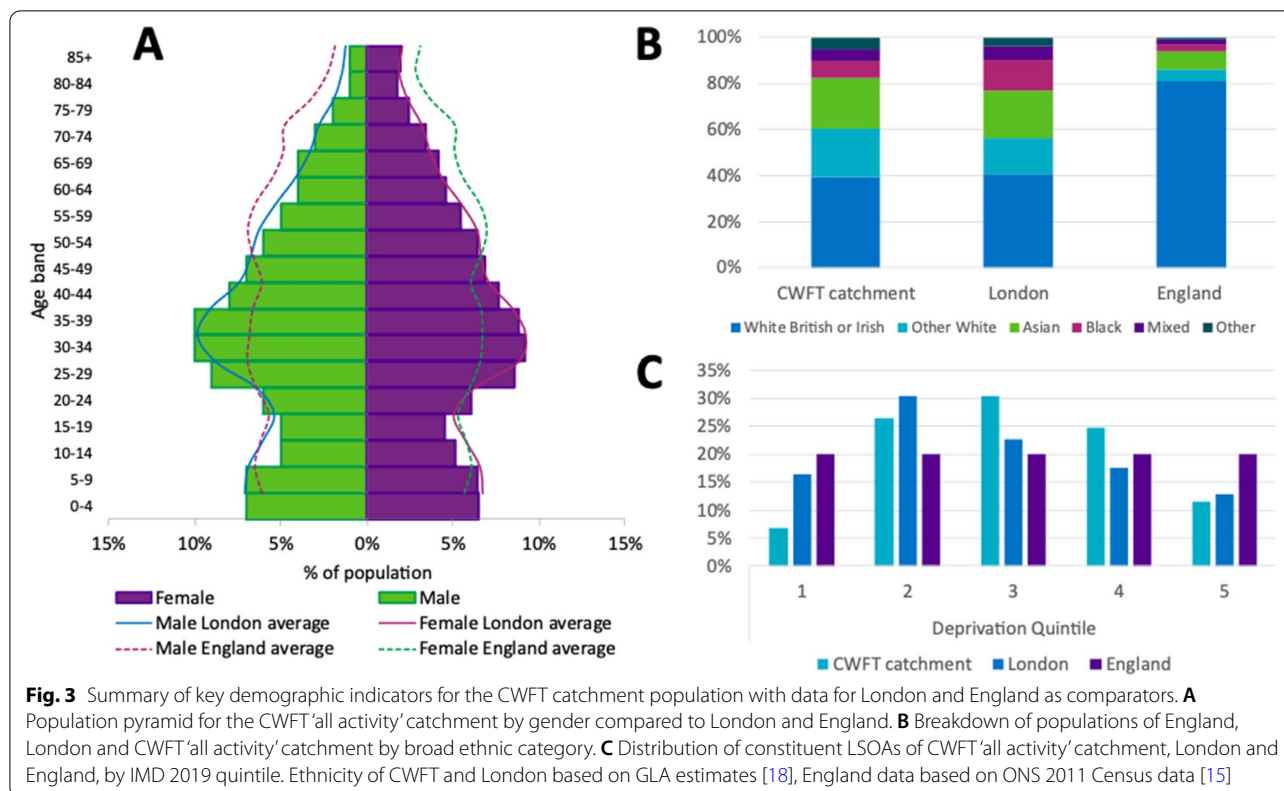 A
85+
80-84
75-79
70-74
65-69
60-64
55-59
50-54
45-49
40-44
35-39
30-34
25-29
20-24
15-19
10-14
5-9
0-4
Age band
15% 10% 5% 0% 5% 10% 15%
% of population
Female Male
Male London average Female London average
Male England average Female England average
B
100%
80%
60%
40%
20%
0%
CWFT catchment London England
White British or Irish Other White Asian Black Mixed Other
C
35%
30%
25%
20%
15%
10%
5%
0%
1 2 3 4 5
Deprivation Quintile
CWFT catchment London England
Fig. 3 Summary of key demographic indicators for the CWFT catchment population with data for London and England as comparators. A
Population pyramid for the CWFT ‘all activity’ catchment by gender compared to London and England. B Breakdown of populations of England,
London and CWFT ‘all activity’ catchment by broad ethnic category. C Distribution of constituent LSOAs of CWFT ‘all activity’ catchment, London and
England, by IMD 2019 quintile. Ethnicity of CWFT and London based on GLA estimates [18], England data based on ONS 2011 Census data [15]